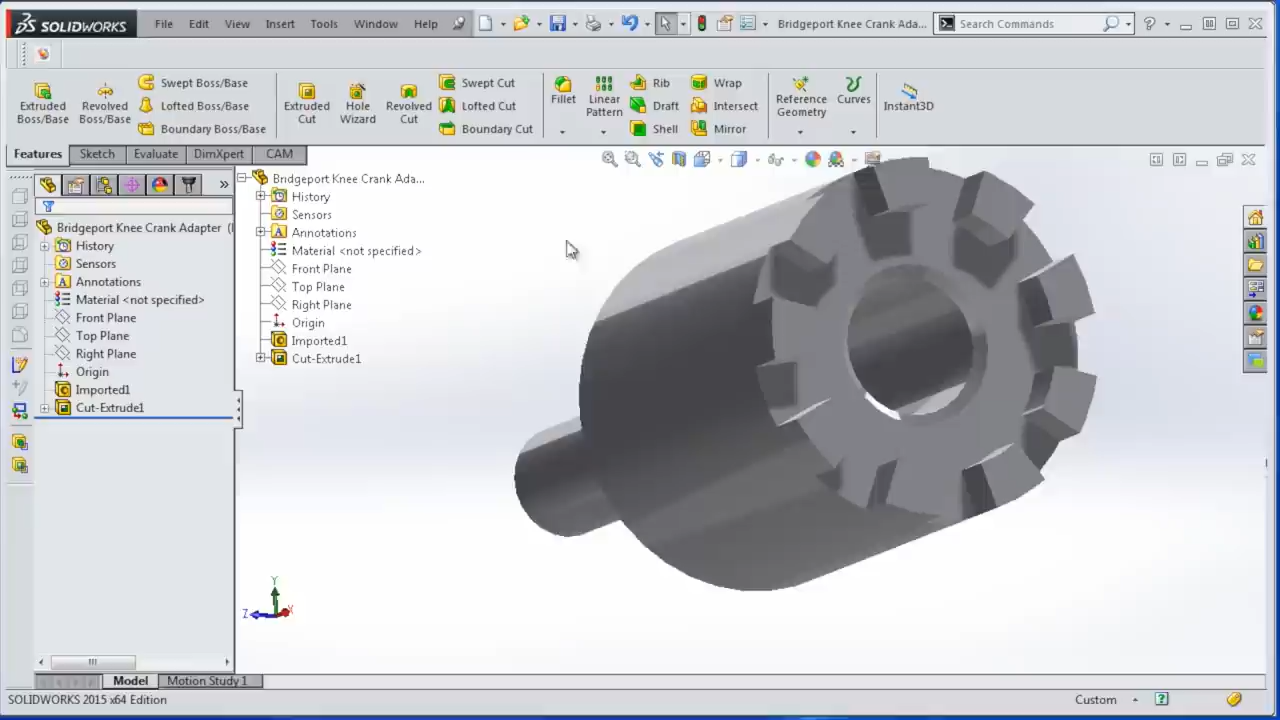 SOLIDWORKS File Edit View Insert Tools Window Help Bridgeport Knee Crank Ada... Search Commands
Extruded Boss/Base
Revolved Boss/Base
Swept Boss/Base
Lofted Boss/Base
Boundary Boss/Base
Extruded Cut
Hole Wizard
Revolved Cut
Swept Cut
Lofted Cut
Boundary Cut
Fillet
Linear Pattern
Rib
Draft
Shell
Wrap
Intersect
Mirror
Reference Geometry
Curves
Instant3D
Features Sketch Evaluate DimXpert CAM
Bridgeport Knee Crank Adapter (
History
Sensors
Annotations
Material <not specified>
Front Plane
Top Plane
Right Plane
Origin
Imported1
Cut-Extrude1
Bridgeport Knee Crank Ada...
History
Sensors
Annotations
Material <not specified>
Front Plane
Top Plane
Right Plane
Origin
Imported1
Cut-Extrude1
Y
Z X
Model Motion Study 1
SOLIDWORKS 2015 x64 Edition Custom